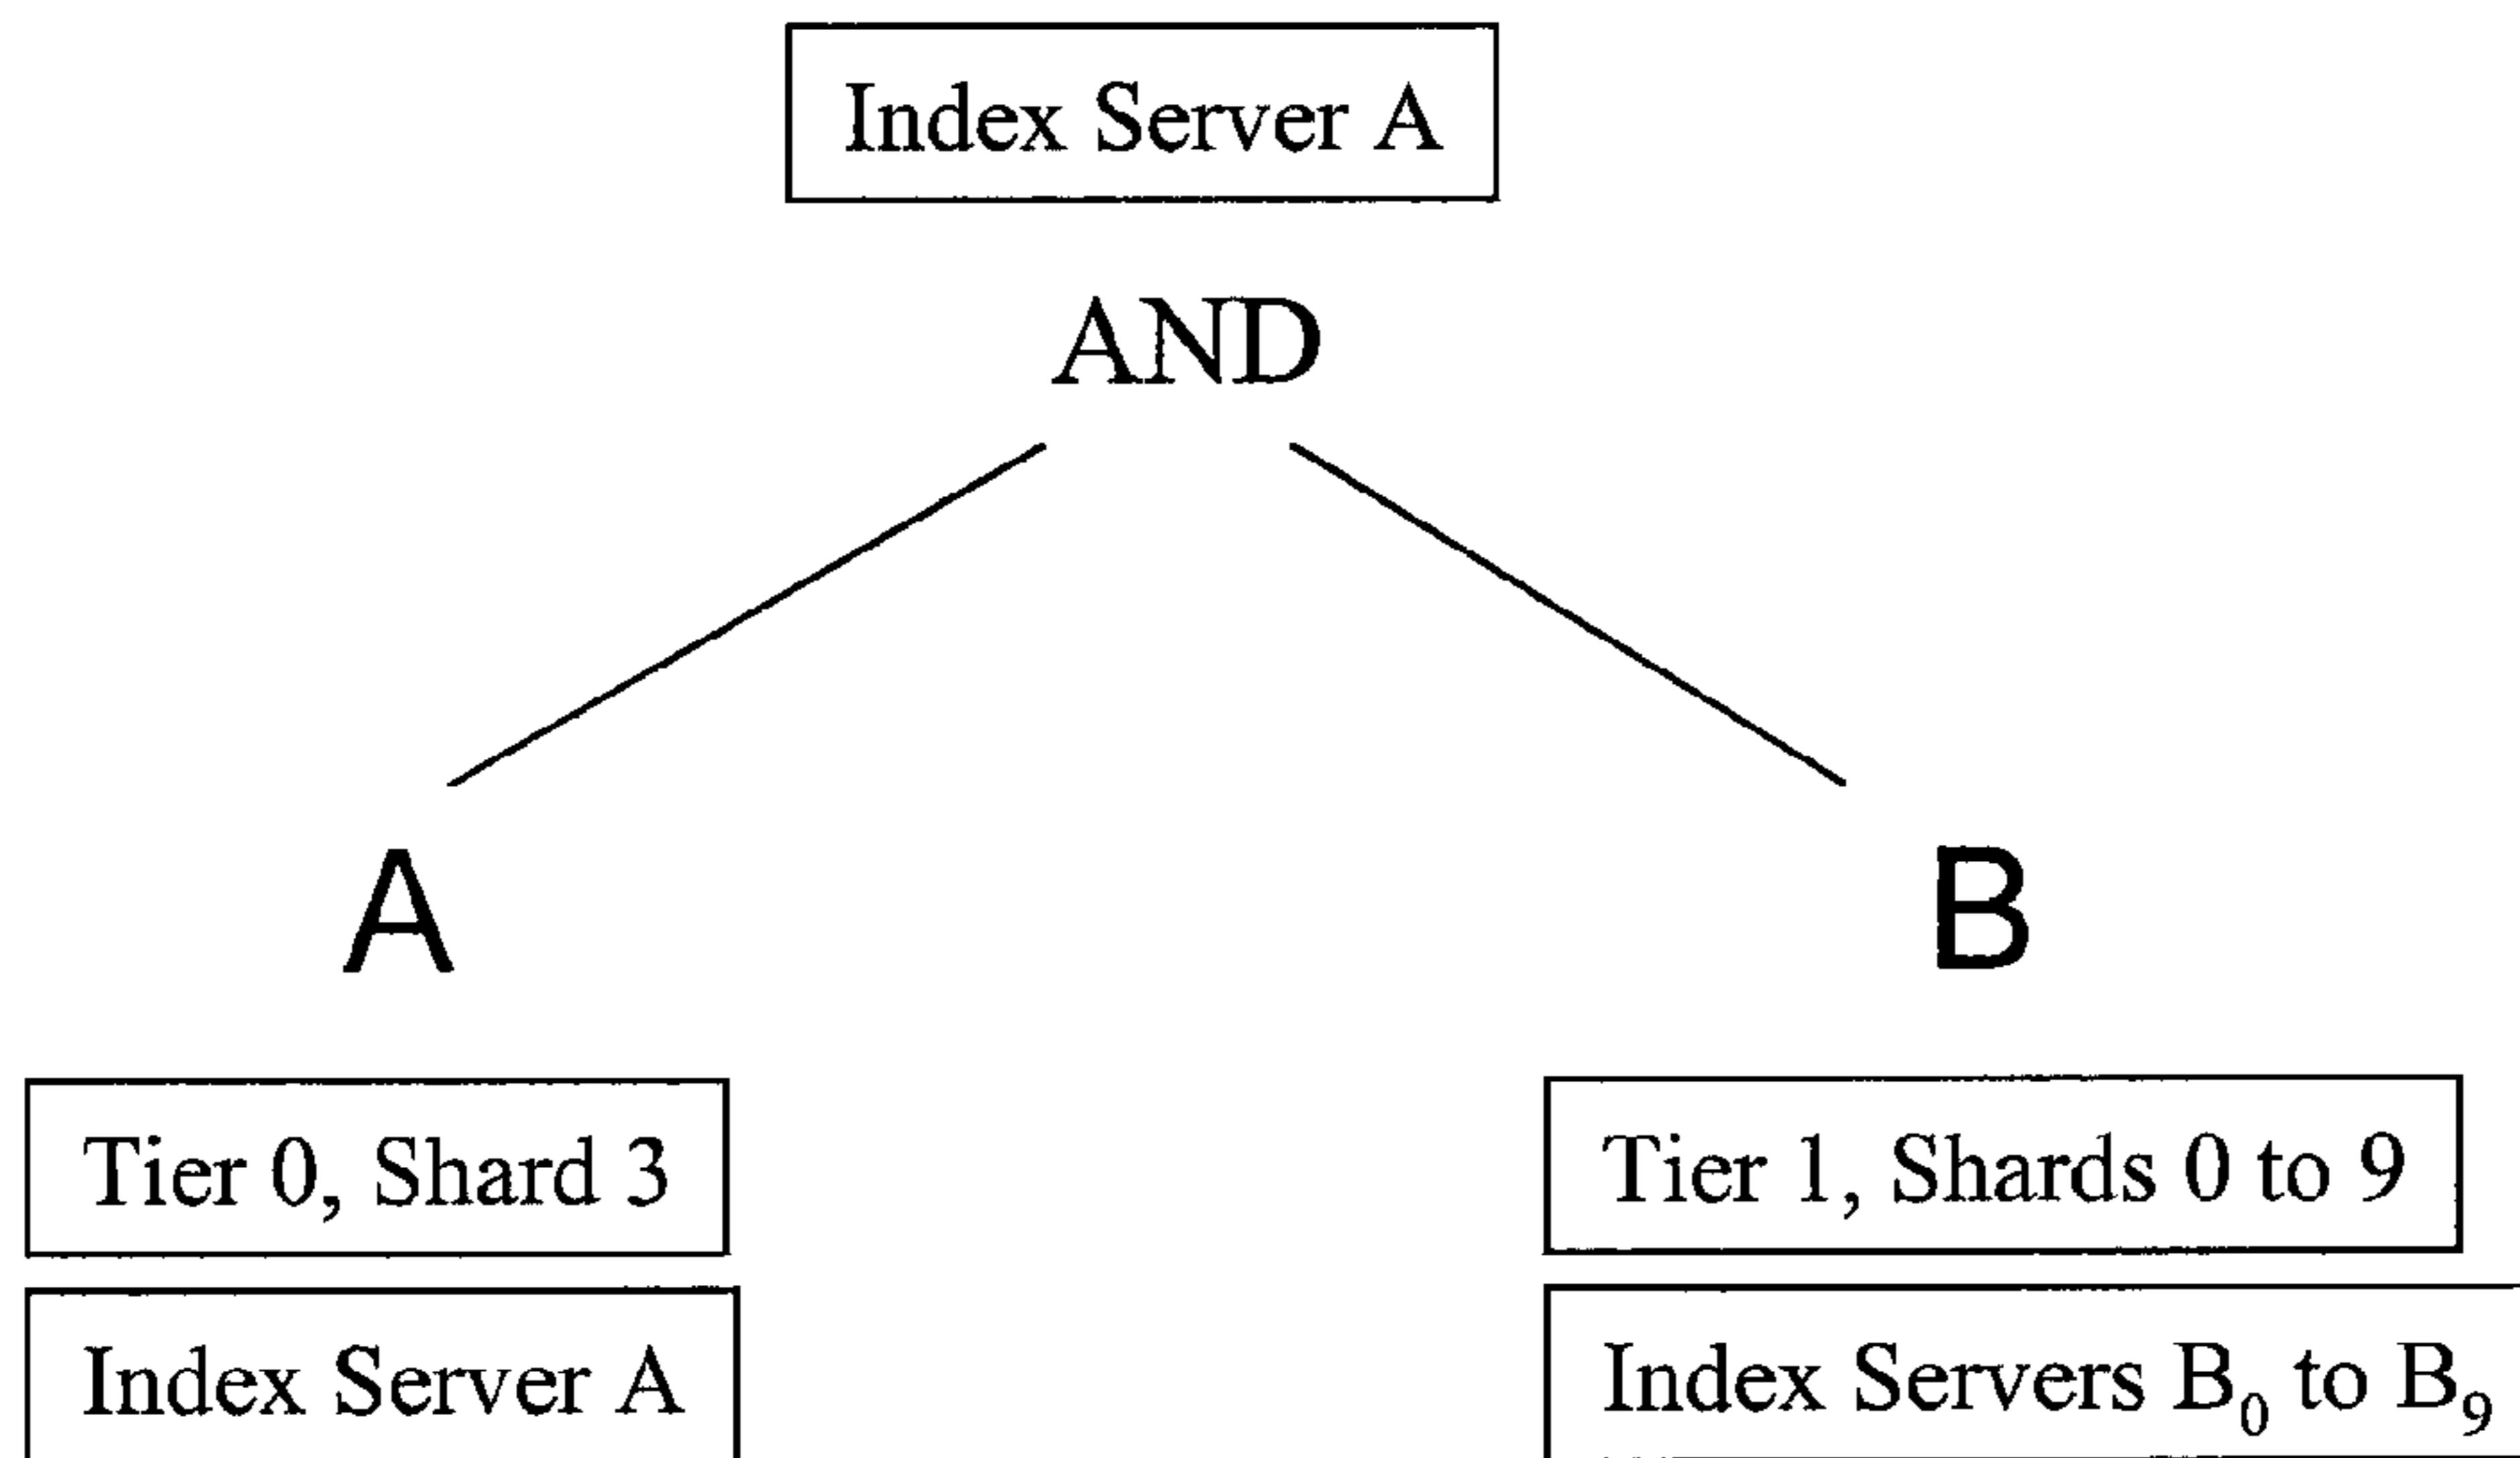 Index Server A
AND
A
B
Tier 0, Shard 3
Tier 1, Shards 0 to 9
Index Server A
Index Servers B₀ to B₉